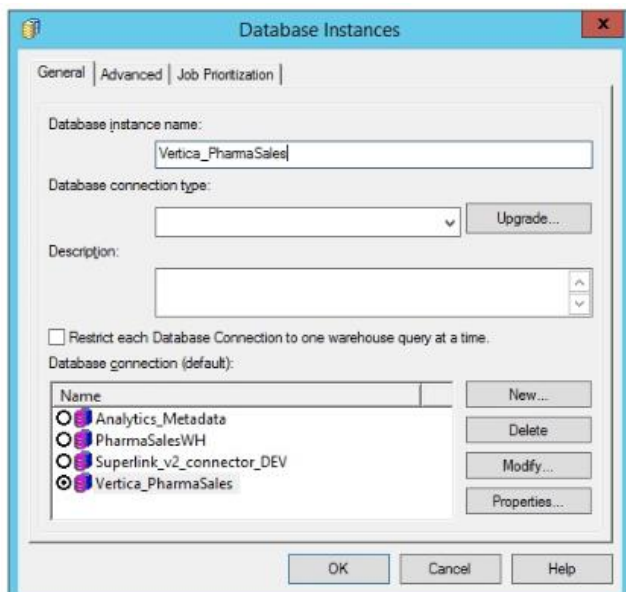 Database Instances
x
General
Advanced
Job Prioritization
Database instance name:
Vertica_PharmaSales
Database connection type:
Upgrade...
Description:
Restrict each Database Connection to one warehouse query at a time.
Database connection (default):
Name
New...
Analytics_Metadata
Delete
PharmaSalesWH
Superlink_v2_connector_DEV
Modify...
Vertica_PharmaSales
Properties...
OK
Cancel
Help